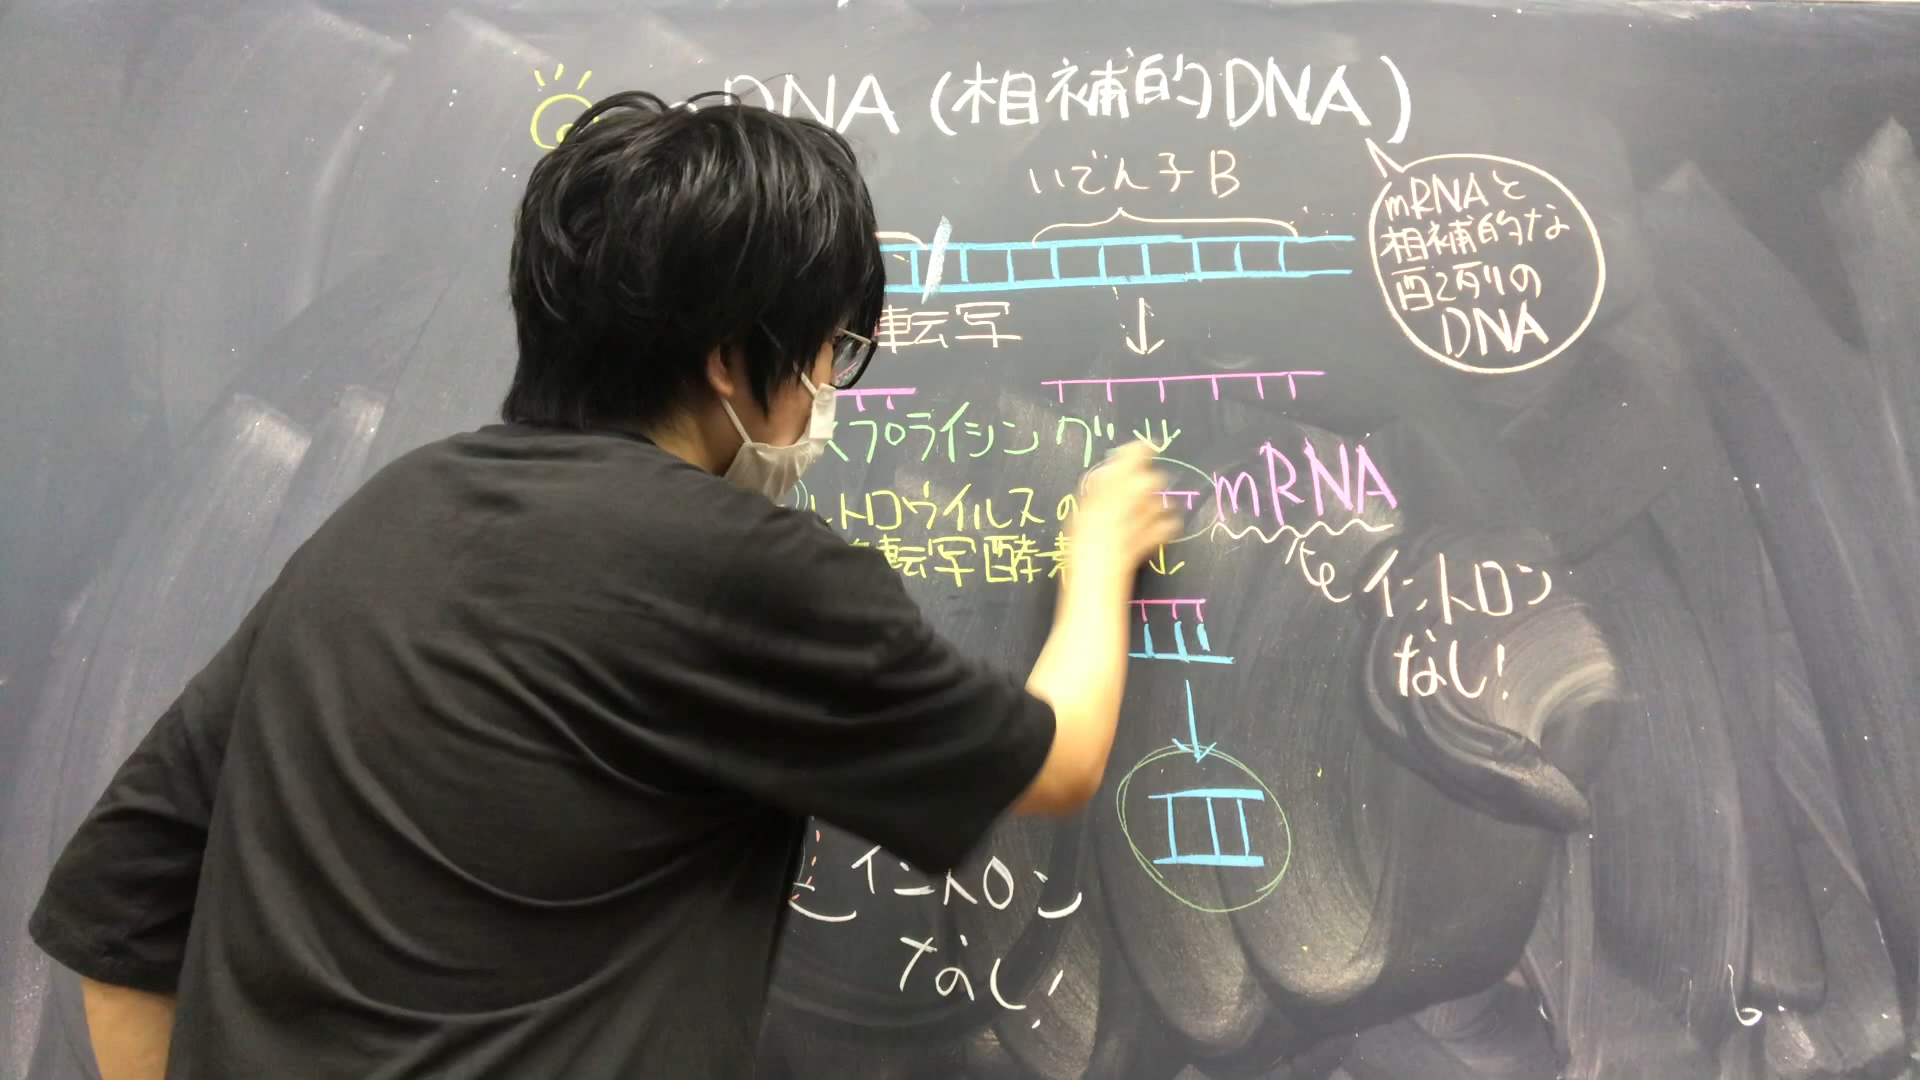 DNA (相補的DNA)
いでん子B
mRNAと
相補的な
配列の
DNA
転写
スプライシング
mRNA
レトロウイルスの
転写酵素
イントロン
なし!
イントロン
なし!